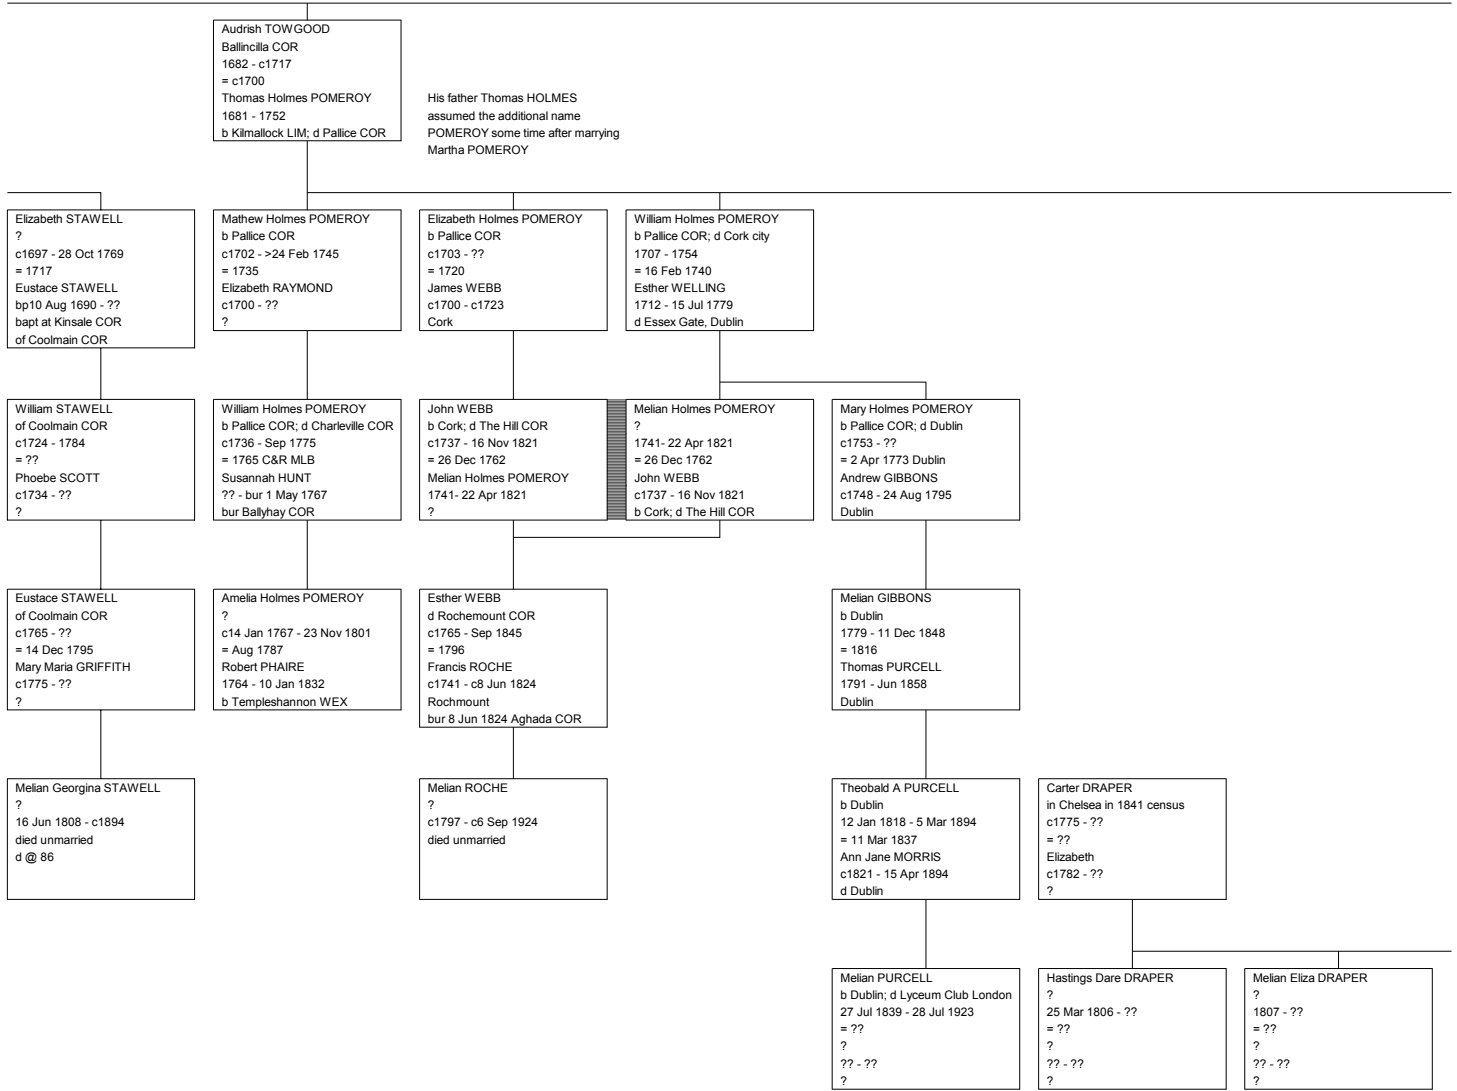 Audrish TOWGOOD
Ballincilla COR
1682 - c1717
= c1700
Thomas Holmes POMEROY
1681 - 1752
b Kilmallock LIM; d Pallice COR
His father Thomas HOLMES
assumed the additional name
POMEROY some time after marrying
Martha POMEROY
Elizabeth STAWELL
?
c1697 - 28 Oct 1769
= 1717
Eustace STAWELL
bp10 Aug 1690 - ??
bapt at Kinsale COR
of Coolmain COR
Mathew Holmes POMEROY
b Pallice COR
c1702 - >24 Feb 1745
= 1735
Elizabeth RAYMOND
c1700 - ??
?
Elizabeth Holmes POMEROY
b Pallice COR
c1703 - ??
= 1720
James WEBB
c1700 - c1723
Cork
William Holmes POMEROY
b Pallice COR; d Cork city
1707 - 1754
= 16 Feb 1740
Esther WELLING
1712 - 15 Jul 1779
d Essex Gate, Dublin
William STAWELL
of Coolmain COR
c1724 - 1784
= ??
Phoebe SCOTT
c1734 - ??
?
William Holmes POMEROY
b Pallice COR; d Charleville COR
c1736 - Sep 1775
= 1765 C&R MLB
Susannah HUNT
?? - bur 1 May 1767
bur Ballyhay COR
John WEBB
b Cork; d The Hill COR
c1737 - 16 Nov 1821
= 26 Dec 1762
Melian Holmes POMEROY
1741- 22 Apr 1821
?
Melian Holmes POMEROY
?
1741- 22 Apr 1821
= 26 Dec 1762
John WEBB
c1737 - 16 Nov 1821
b Cork; d The Hill COR
Mary Holmes POMEROY
b Pallice COR; d Dublin
c1753 - ??
= 2 Apr 1773 Dublin
Andrew GIBBONS
c1748 - 24 Aug 1795
Dublin
Eustace STAWELL
of Coolmain COR
c1765 - ??
= 14 Dec 1795
Mary Maria GRIFFITH
c1775 - ??
?
Amelia Holmes POMEROY
?
c14 Jan 1767 - 23 Nov 1801
= Aug 1787
Robert PHAIRE
1764 - 10 Jan 1832
b Templeshannon WEX
Esther WEBB
d Rochemount COR
c1765 - Sep 1845
= 1796
Francis ROCHE
c1741 - c8 Jun 1824
Rochmount
bur 8 Jun 1824 Aghada COR
Melian GIBBONS
b Dublin
1779 - 11 Dec 1848
= 1816
Thomas PURCELL
1791 - Jun 1858
Dublin
Melian Georgina STAWELL
?
16 Jun 1808 - c1894
died unmarried
d @ 86
Melian ROCHE
?
c1797 - c6 Sep 1924
died unmarried
Theobald A PURCELL
b Dublin
12 Jan 1818 - 5 Mar 1894
= 11 Mar 1837
Ann Jane MORRIS
c1821 - 15 Apr 1894
d Dublin
Carter DRAPER
in Chelsea in 1841 census
c1775 - ??
= ??
Elizabeth
c1782 - ??
?
Melian PURCELL
b Dublin; d Lyceum Club London
27 Jul 1839 - 28 Jul 1923
= ??
?
?? - ??
?
Hastings Dare DRAPER
?
25 Mar 1806 - ??
= ??
?
?? - ??
?
Melian Eliza DRAPER
?
1807 - ??
= ??
?
?? - ??
?